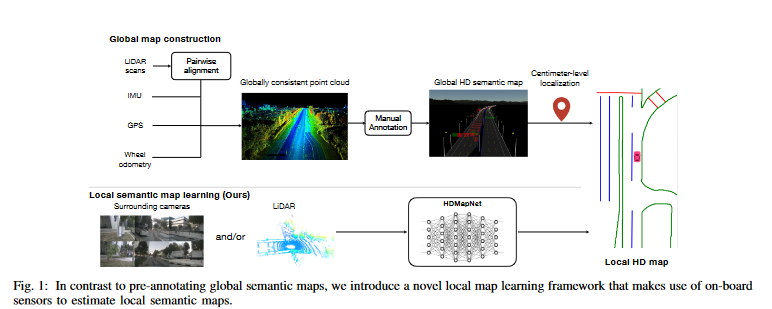 Global map construction
LiDAR
scans
Pairwise
alignment
IMU
GPS
Wheel
odometry
Globally consistent point cloud
Manual
Annotation
Global HD semantic map
Centimeter-level
localization
Local semantic map learning (Ours)
Surrounding cameras
and/or
LiDAR
HDMapNet
Local HD map
Fig. 1: In contrast to pre-annotating global semantic maps, we introduce a novel local map learning framework that makes use of on-board
sensors to estimate local semantic maps.